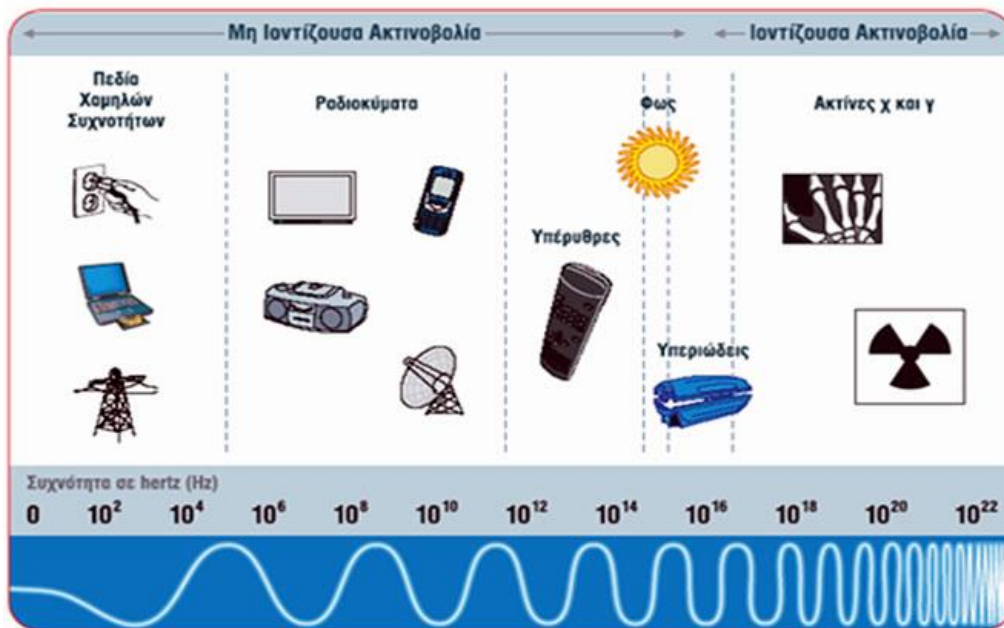 Μη Ιοντίζουσα Ακτινοβολία
Ιοντίζουσα Ακτινοβολία
Πεδία
Χαμηλών
Συχνοτήτων
Ραδιοκύματα
Φως
Ακτίνες χ και γ
Υπέρυθρες
Υπεριώδεις
Συχνότητα σε hertz (Hz)
0 10² 10⁴ 10⁶ 10⁸ 10¹⁰ 10¹² 10¹⁴ 10¹⁶ 10¹⁸ 10²⁰ 10²²